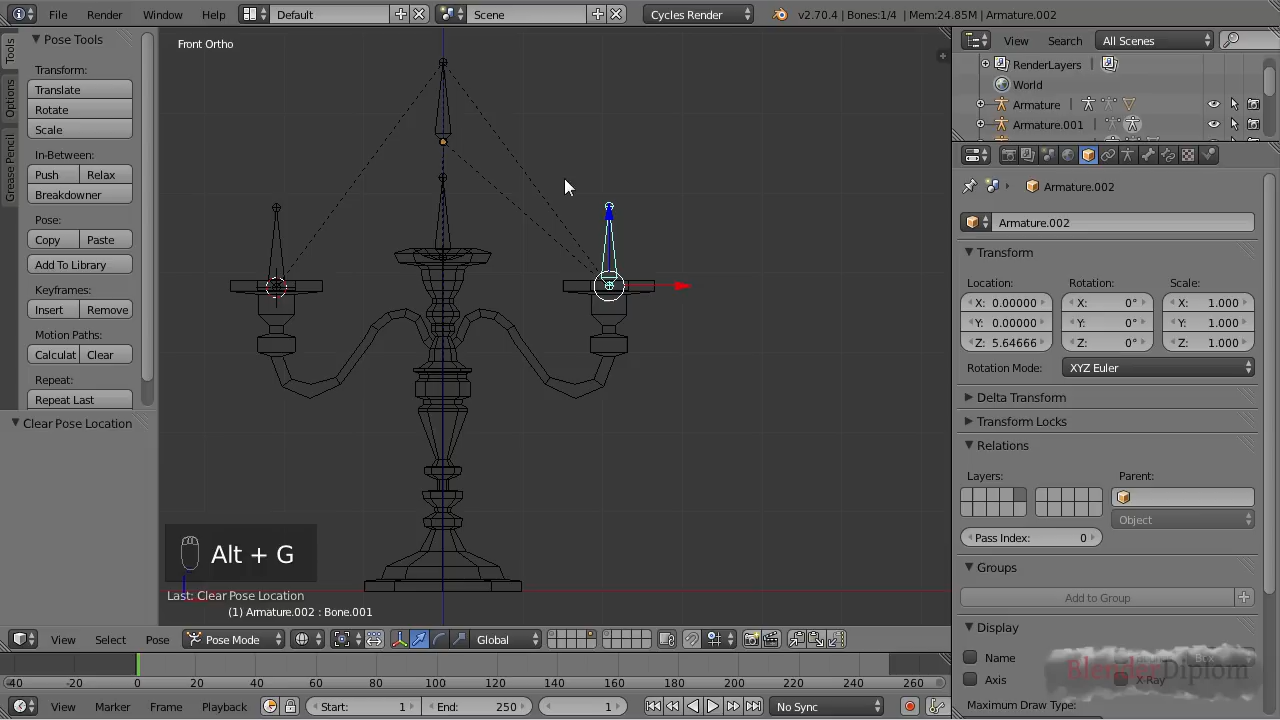 File Render Window Help Default Scene Cycles Render v2.70.4 | Bones:1/4 | Mem:24.85M | Armature.002
Tools
Options
Grease Pencil
Pose Tools
Transform:
Translate
Rotate
Scale
In-Between:
Push Relax
Breakdowner
Pose:
Copy Paste
Add To Library
Keyframes:
Insert Remove
Motion Paths:
Calculat Clear
Repeat:
Repeat Last
Clear Pose Location
Front Ortho
Alt + G
Last: Clear Pose Location
(1) Armature.002 : Bone.001
View Select Pose Pose Mode Global
-40 -20 0 20 40 60 80 100 120 140 160 180 200 220 240 260
View Marker Frame Playback Start: 1 End: 250 1 No Sync
View Search All Scenes
RenderLayers
World
Armature
Armature.001
Armature.002
Armature.002
Transform
Location: Rotation: Scale:
X: 0.00000 X: 0° X: 1.000
Y: 0.00000 Y: 0° Y: 1.000
Z: 5.64666 Z: 0° Z: 1.000
Rotation Mode: XYZ Euler
Delta Transform
Transform Locks
Relations
Layers: Parent:
Object
Pass Index: 0
Groups
Add to Group
Display
Name
Axis X-Ray
BlenderDiplom
Maximum Draw Type: